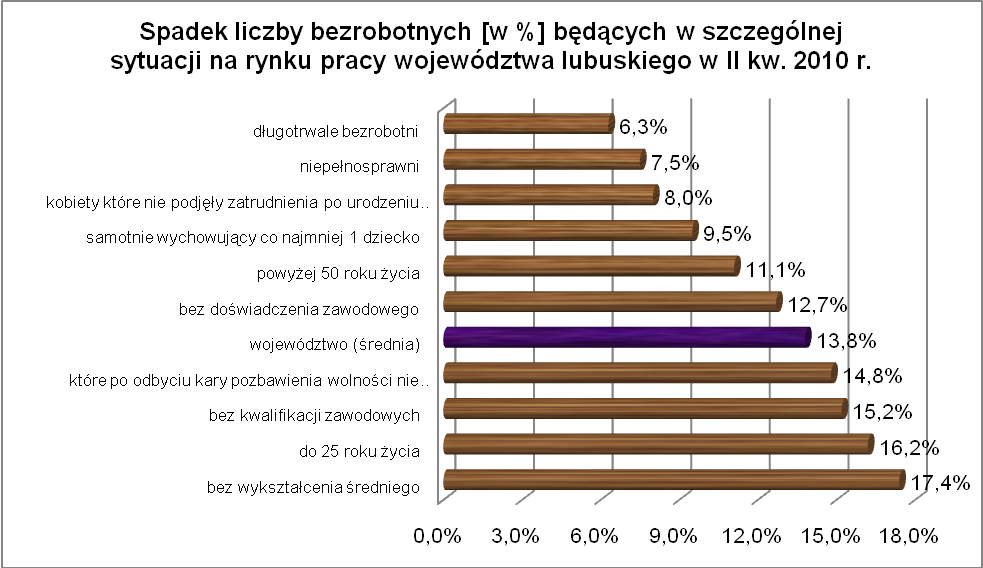 Spadek liczby bezrobotnych [w %] będących w szczególnej
sytuacji na rynku pracy województwa lubuskiego w II kw. 2010 r.
długotrwale bezrobotni 6,3%
niepełnosprawni 7,5%
kobiety które nie podjęły zatrudnienia po urodzeniu.. 8,0%
samotnie wychowujący co najmniej 1 dziecko 9,5%
powyżej 50 roku życia 11,1%
bez doświadczenia zawodowego 12,7%
województwo (średnia) 13,8%
które po odbyciu kary pozbawienia wolności nie.. 14,8%
bez kwalifikacji zawodowych 15,2%
do 25 roku życia 16,2%
bez wykształcenia średniego 17,4%
0,0% 3,0% 6,0% 9,0% 12,0% 15,0% 18,0%